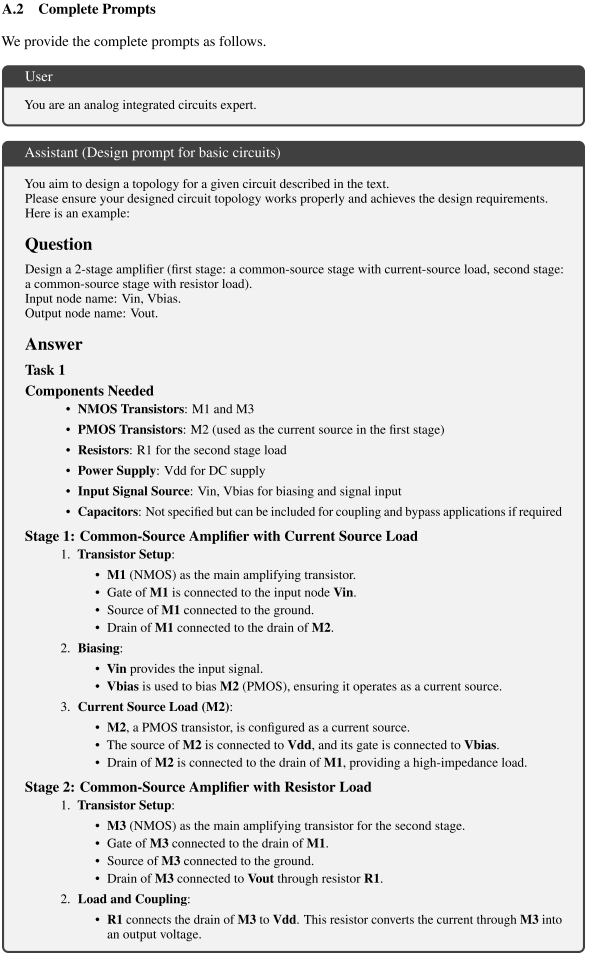 A.2 Complete Prompts
We provide the complete prompts as follows.
User
You are an analog integrated circuits expert.
Assistant (Design prompt for basic circuits)
You aim to design a topology for a given circuit described in the text.
Please ensure your designed circuit topology works properly and achieves the design requirements.
Here is an example:
Question
Design a 2-stage amplifier (first stage: a common-source stage with current-source load, second stage:
a common-source stage with resistor load).
Input node name: Vin, Vbias.
Output node name: Vout.
Answer
Task 1
Components Needed
• NMOS Transistors: M1 and M3
• PMOS Transistors: M2 (used as the current source in the first stage)
• Resistors: R1 for the second stage load
• Power Supply: Vdd for DC supply
• Input Signal Source: Vin, Vbias for biasing and signal input
• Capacitors: Not specified but can be included for coupling and bypass applications if required
Stage 1: Common-Source Amplifier with Current Source Load
1. Transistor Setup:
• M1 (NMOS) as the main amplifying transistor.
• Gate of M1 is connected to the input node Vin.
• Source of M1 connected to the ground.
• Drain of M1 connected to the drain of M2.
2. Biasing:
• Vin provides the input signal.
• Vbias is used to bias M2 (PMOS), ensuring it operates as a current source.
3. Current Source Load (M2):
• M2, a PMOS transistor, is configured as a current source.
• The source of M2 is connected to Vdd, and its gate is connected to Vbias.
• Drain of M2 is connected to the drain of M1, providing a high-impedance load.
Stage 2: Common-Source Amplifier with Resistor Load
1. Transistor Setup:
• M3 (NMOS) as the main amplifying transistor for the second stage.
• Gate of M3 connected to the drain of M1.
• Source of M3 connected to the ground.
• Drain of M3 connected to Vout through resistor R1.
2. Load and Coupling:
• R1 connects the drain of M3 to Vdd. This resistor converts the current through M3 into
an output voltage.